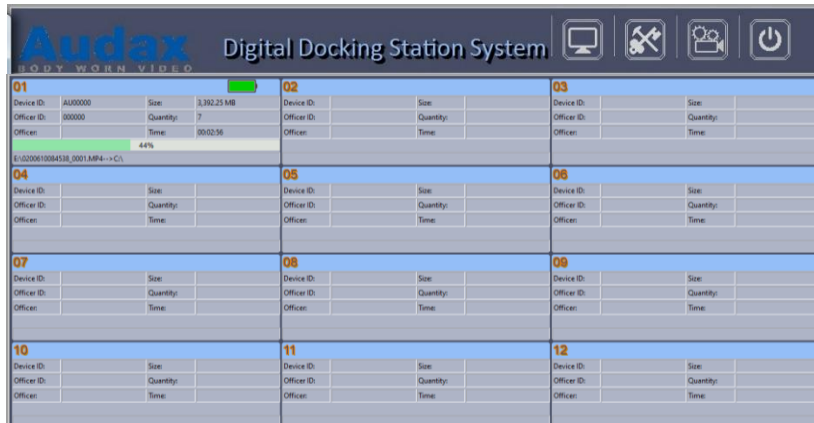 Audax
BODY WORN VIDEO
Digital Docking Station System
01 02 03
Device ID: AU00000 Size: 3,392.25 MB Device ID: Size: Device ID: Size:
Officer ID: 000000 Quantity: 7 Officer ID: Quantity: Officer ID: Quantity:
Officer: Time: 00:02:56 Officer: Time: Officer: Time:
44%
E:\0200610084538_0001.MP4--> C:\
04 05 06
Device ID: Size: Device ID: Size: Device ID: Size:
Officer ID: Quantity: Officer ID: Quantity: Officer ID: Quantity:
Officer: Time: Officer: Time: Officer: Time:
07 08 09
Device ID: Size: Device ID: Size: Device ID: Size:
Officer ID: Quantity: Officer ID: Quantity: Officer ID: Quantity:
Officer: Time: Officer: Time: Officer: Time:
10 11 12
Device ID: Size: Device ID: Size: Device ID: Size:
Officer ID: Quantity: Officer ID: Quantity: Officer ID: Quantity:
Officer: Time: Officer: Time: Officer: Time: